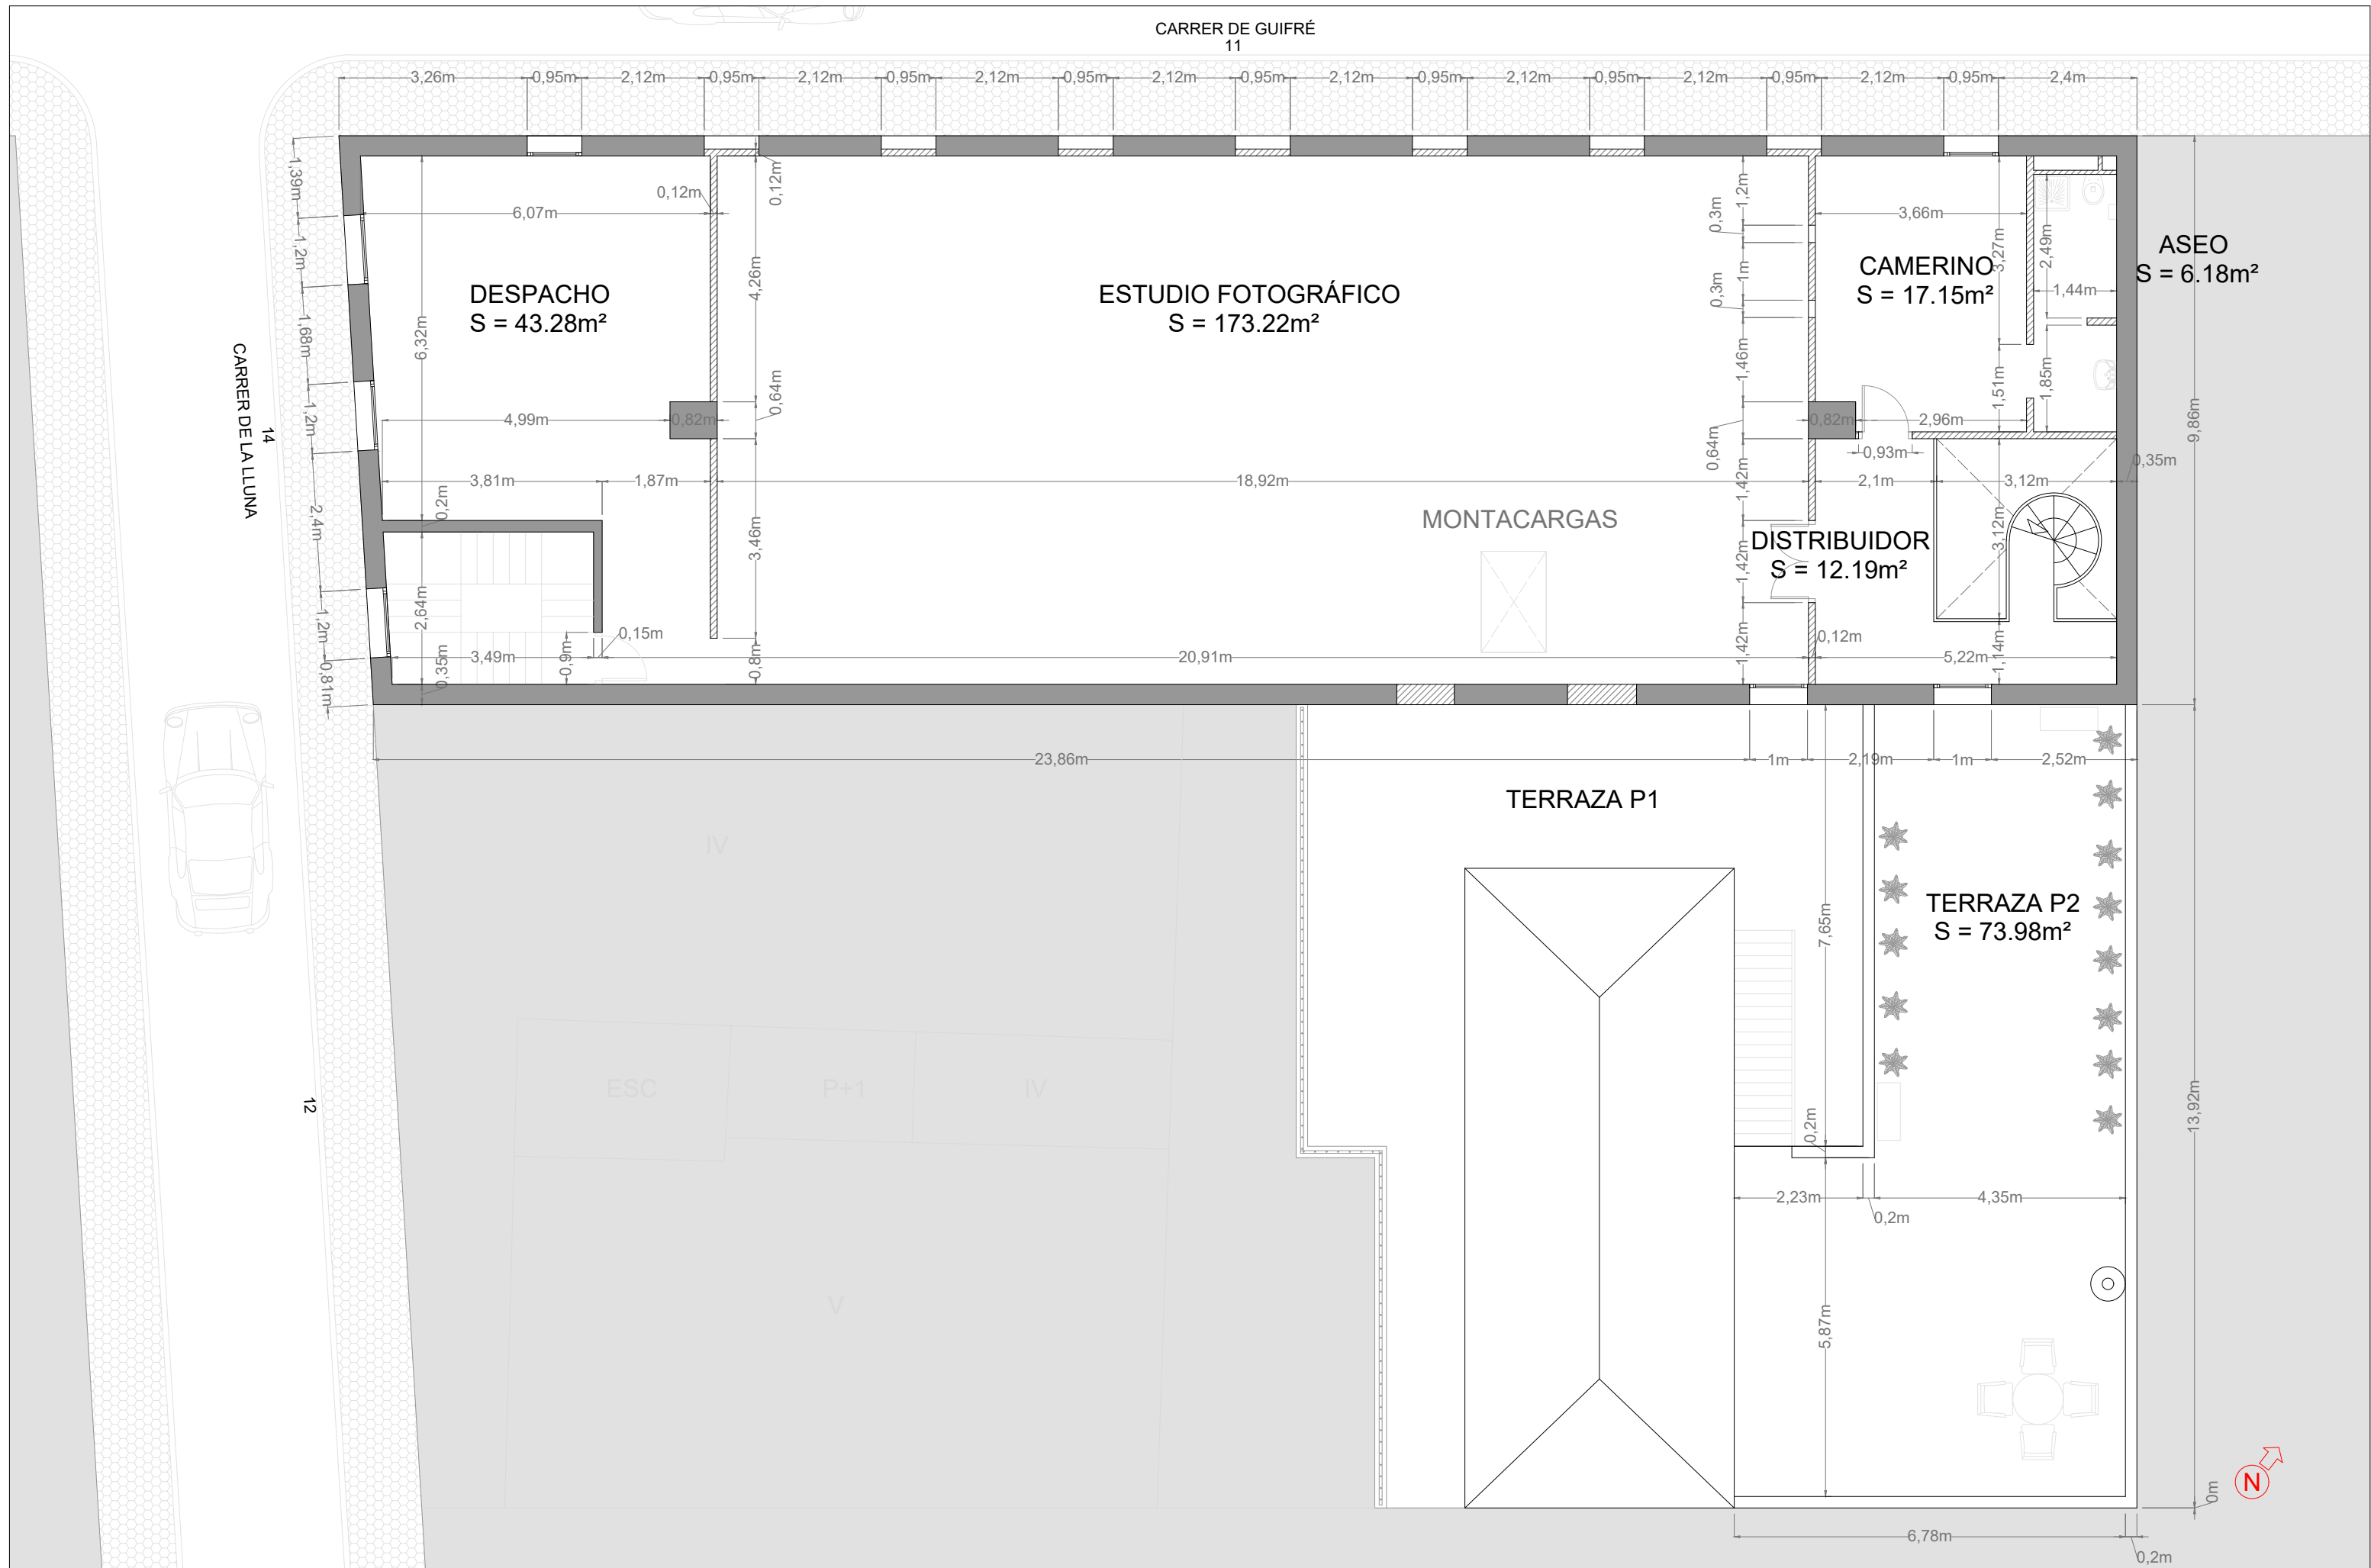 CARRER DE GUIFRÉ
11
3,26m 0,95m 2,12m 0,95m 2,12m 0,95m 2,12m 0,95m 2,12m 0,95m 2,12m 0,95m 2,12m 0,95m 2,12m 0,95m 2,12m 0,95m 2,4m
1,39m
1,2m
1,68m
1,2m
2,4m
1,2m
0,81m
14
CARRER DE LA LLUNA
12
6,07m
0,12m
0,12m
DESPACHO
S = 43.28m²
6,32m
4,26m
0,64m
4,99m
0,82m
3,81m
1,87m
0,2m
3,46m
2,64m
0,15m
3,49m
0,9m
0,35m
0,8m
ESTUDIO FOTOGRÁFICO
S = 173.22m²
18,92m
MONTACARGAS
20,91m
1,2m
0,3m
1m
0,3m
1,46m
0,64m
1,42m
1,42m
1,42m
3,66m
CAMERINO
S = 17.15m²
3,27m
1,51m
2,49m
1,44m
1,85m
ASEO
S = 6.18m²
0,82m
2,96m
0,93m
0,35m
9,86m
2,1m
3,12m
3,12m
DISTRIBUIDOR
S = 12.19m²
0,12m
5,22m
1,14m
23,86m
1m
2,19m
1m
2,52m
TERRAZA P1
IV
7,65m
TERRAZA P2
S = 73.98m²
ESC
P+1
IV
V
0,2m
2,23m
0,2m
4,35m
5,87m
13,92m
0m
N
6,78m
0,2m